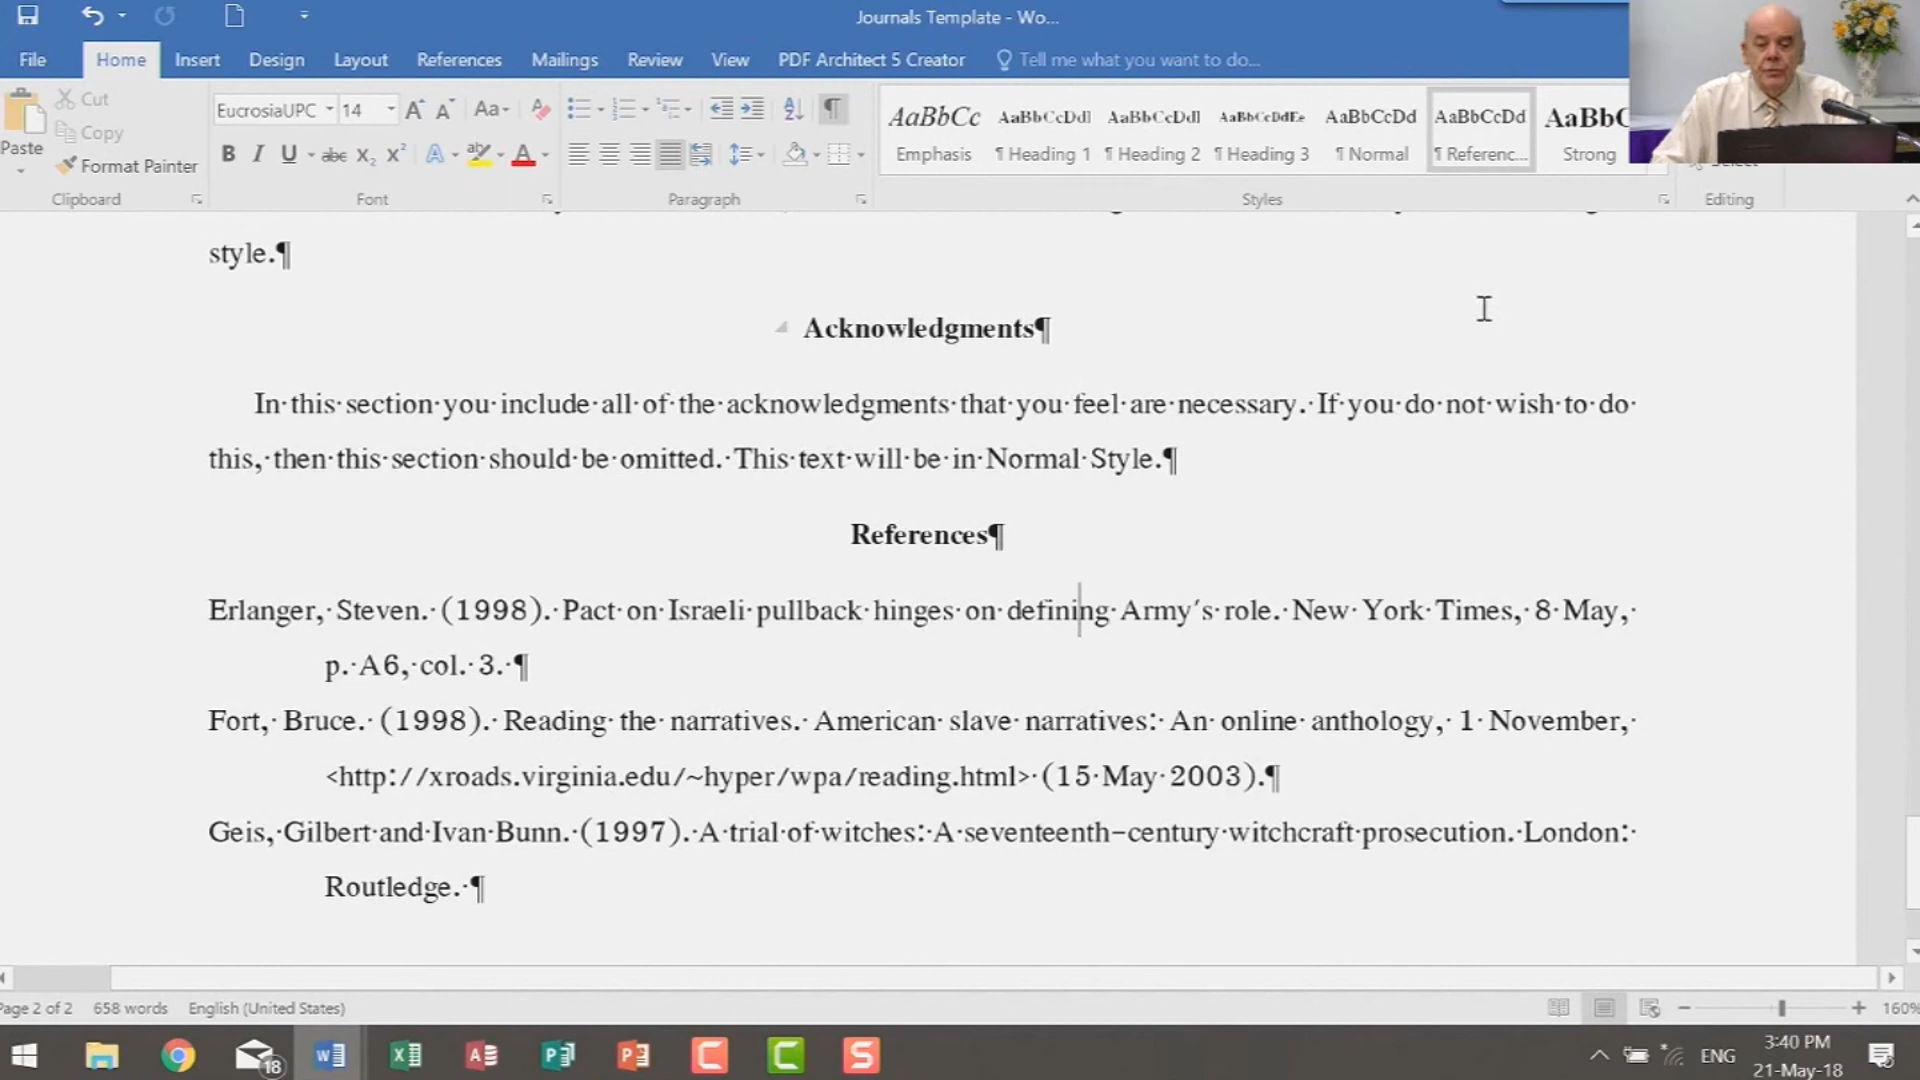 Journals Template - Wo...
File Home Insert Design Layout References Mailings Review View PDF Architect 5 Creator Tell me what you want to do...
Cut
Copy
Paste
Format Painter
EucrosiaUPC 14
Aa
B I U abc X₂ X² A A
AaBbCc AaBbCcDdI AaBbCcDdI AaBbCcDdEe AaBbCcDd AaBbCcDd AaBbC
Emphasis ¶ Heading 1 ¶ Heading 2 ¶ Heading 3 ¶ Normal ¶ Referenc... Strong
Clipboard Font Paragraph Styles Editing
style.¶
Acknowledgments¶
In this section you include all of the acknowledgments that you feel are necessary. If you do not wish to do
this, then this section should be omitted. This text will be in Normal Style.¶
References¶
Erlanger, Steven. (1998). Pact on Israeli pullback hinges on defining Army's role. New York Times, 8 May,
p. A6, col. 3. ¶
Fort, Bruce. (1998). Reading the narratives. American slave narratives: An online anthology, 1 November,
<http://xroads.virginia.edu/~hyper/wpa/reading.html> (15 May 2003).¶
Geis, Gilbert and Ivan Bunn. (1997). A trial of witches: A seventeenth-century witchcraft prosecution. London:
Routledge. ¶
Page 2 of 2 658 words English (United States) 160%
18
ENG
3:40 PM
21-May-18